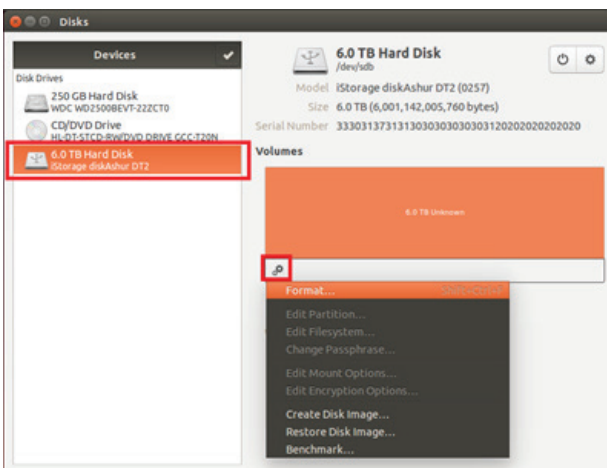 Disks
Devices
Disk Drives
250 GB Hard Disk
WDC WD2500BEVT-22ZCT0
CD/DVD Drive
HL-DT-STCD-RW/DVD DRIVE GCC-T20N
6.0 TB Hard Disk
iStorage diskAshur DT2
6.0 TB Hard Disk
/dev/sdb
Model iStorage diskAshur DT2 (0257)
Size 6.0 TB (6,001,142,005,760 bytes)
Serial Number
Volumes
6.0 TB Unknown
Format... Shift+Ctrl+F
Edit Partition...
Edit Filesystem...
Change Passphrase...
Edit Mount Options...
Edit Encryption Options...
Create Disk Image...
Restore Disk Image...
Benchmark...